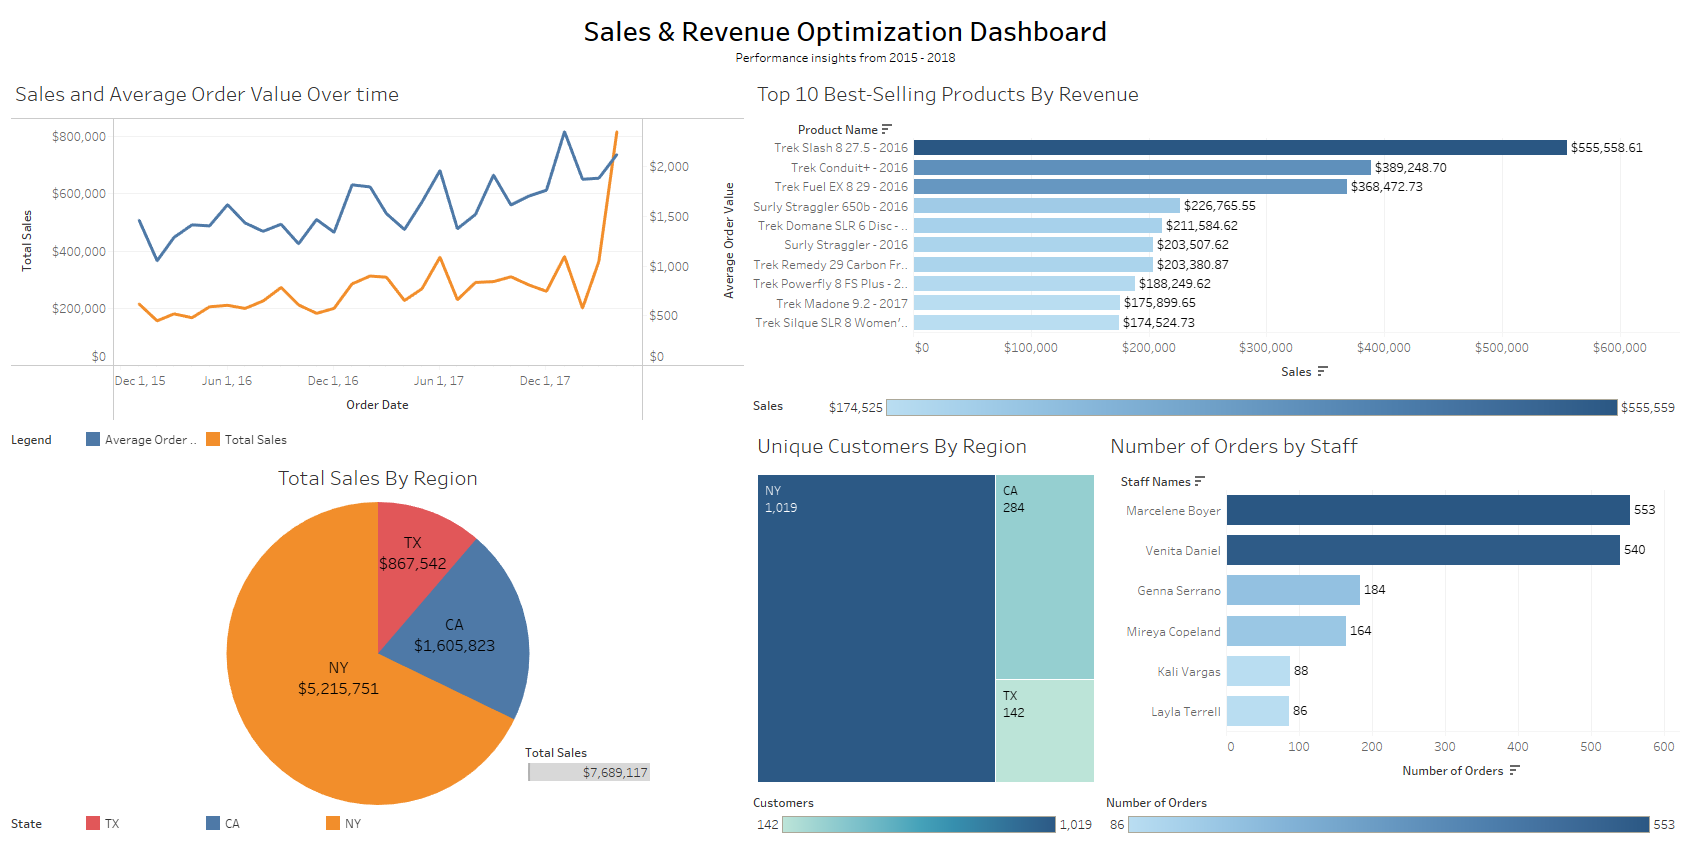 Sales & Revenue Optimization Dashboard
Performance insights from 2015 - 2018
Sales and Average Order Value Over time
Total Sales
$800,000
$600,000
$400,000
$200,000
$0
$2,000
$1,500
$1,000
$500
$0
Average Order Value
Dec 1, 15
Jun 1, 16
Dec 1, 16
Jun 1, 17
Dec 1, 17
Order Date
Legend
Average Order ..
Total Sales
Top 10 Best-Selling Products By Revenue
Product Name
Trek Slash 8 27.5 - 2016 $555,558.61
Trek Conduit+ - 2016 $389,248.70
Trek Fuel EX 8 29 - 2016 $368,472.73
Surly Straggler 650b - 2016 $226,765.55
Trek Domane SLR 6 Disc - .. $211,584.62
Surly Straggler - 2016 $203,507.62
Trek Remedy 29 Carbon Fr.. $203,380.87
Trek Powerfly 8 FS Plus - 2.. $188,249.62
Trek Madone 9.2 - 2017 $175,899.65
Trek Silque SLR 8 Women'.. $174,524.73
$0 $100,000 $200,000 $300,000 $400,000 $500,000 $600,000
Sales
Sales $174,525 $555,559
Total Sales By Region
TX
$867,542
CA
$1,605,823
NY
$5,215,751
Total Sales
$7,689,117
State TX CA NY
Unique Customers By Region
NY
1,019
CA
284
TX
142
Customers
142 1,019
Number of Orders by Staff
Staff Names
Marcelene Boyer 553
Venita Daniel 540
Genna Serrano 184
Mireya Copeland 164
Kali Vargas 88
Layla Terrell 86
0 100 200 300 400 500 600
Number of Orders
Number of Orders
86 553